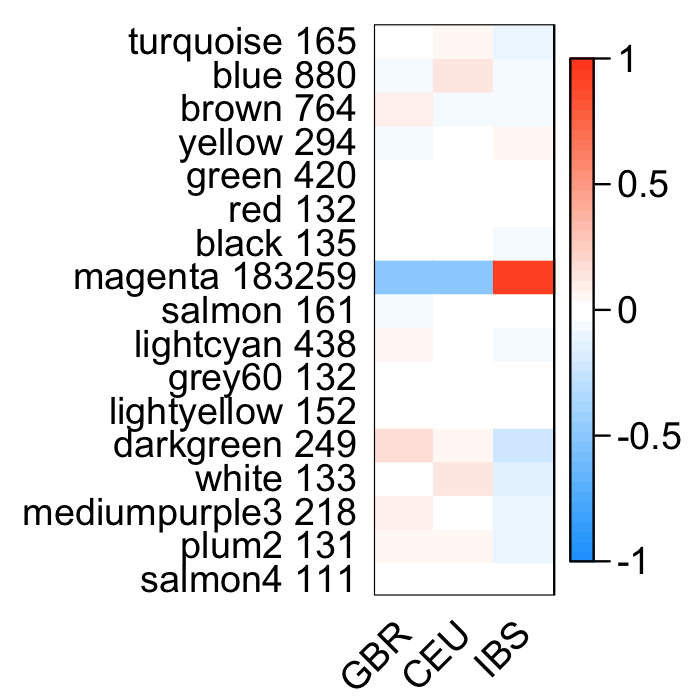 turquoise 165
blue 880
brown 764
yellow 294
green 420
red 132
black 135
magenta 183259
salmon 161
lightcyan 438
grey60 132
lightyellow 152
darkgreen 249
white 133
mediumpurple3 218
plum2 131
salmon4 111
1
0.5
0
-0.5
-1
GBR
CEU
IBS